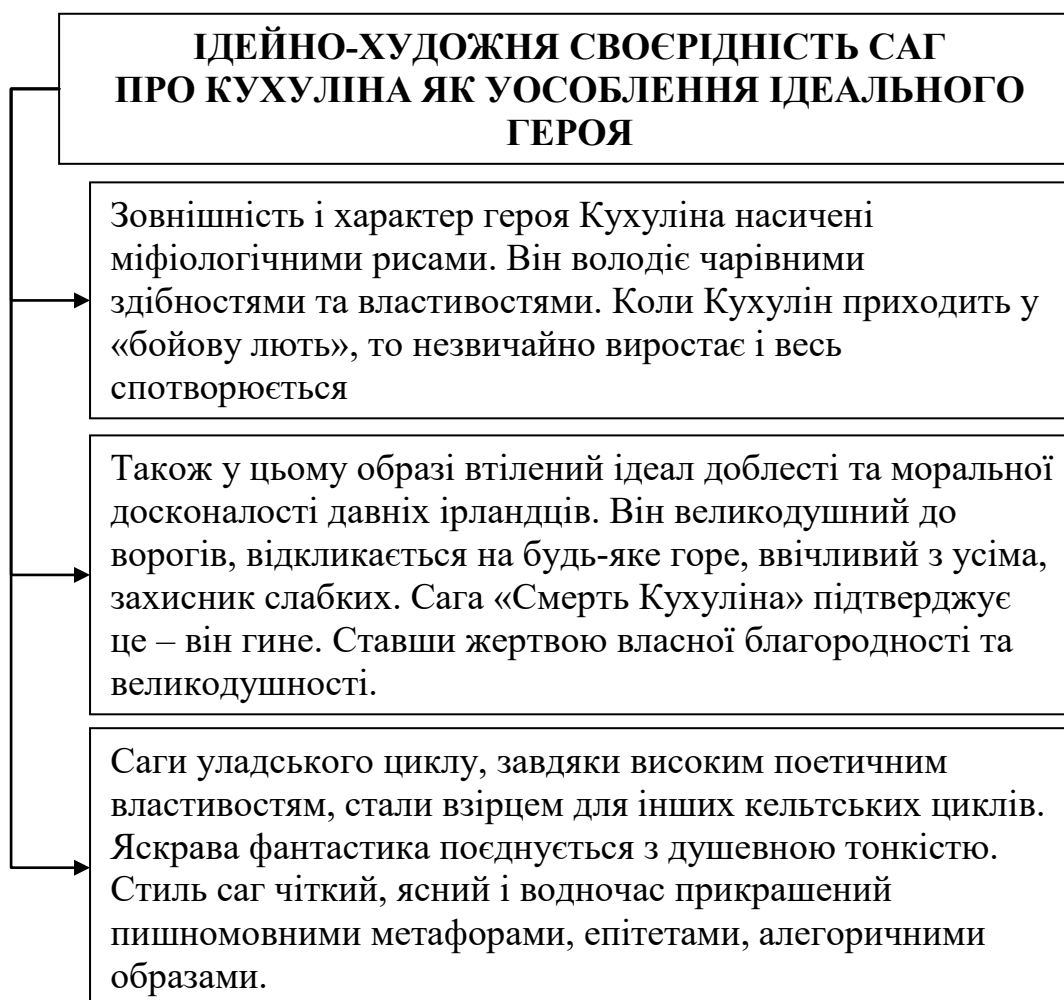 ІДЕЙНО-ХУДОЖНЯ СВОЄРІДНІСТЬ САГ
ПРО КУХУЛІНА ЯК УОСОБЛЕННЯ ІДЕАЛЬНОГО
ГЕРОЯ
Зовнішність і характер героя Кухуліна насичені
міфіологічними рисами. Він володіє чарівними
здібностями та властивостями. Коли Кухулін приходить у
«бойову лють», то незвичайно виростає і весь
спотворюється
Також у цьому образі втілений ідеал доблесті та моральної
досконалості давніх ірландців. Він великодушний до
ворогів, відкликається на будь-яке горе, ввічливий з усіма,
захисник слабких. Сага «Смерть Кухуліна» підтверджує
це – він гине. Ставши жертвою власної благородності та
великодушності.
Саги уладського циклу, завдяки високим поетичним
властивостям, стали взірцем для інших кельтських циклів.
Яскрава фантастика поєднується з душевною тонкістю.
Стиль саг чіткий, ясний і водночас прикрашений
пишномовними метафорами, епітетами, алегоричними
образами.